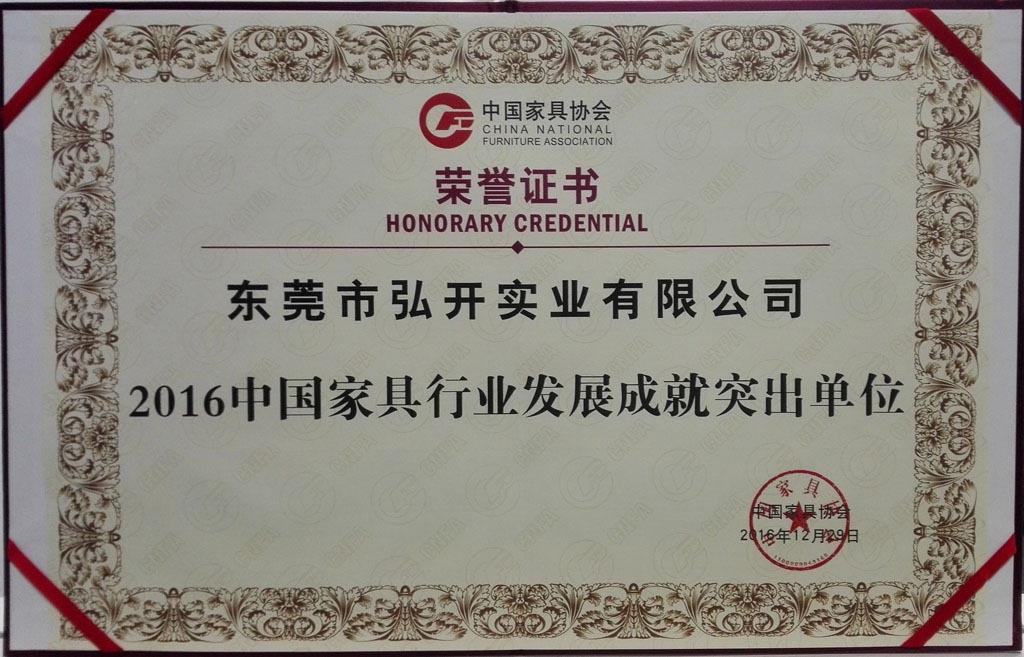 中国家具协会
CHINA NATIONAL
FURNITURE ASSOCIATION
荣誉证书
HONORARY CREDENTIAL
东莞市弘开实业有限公司
2016中国家具行业发展成就突出单位
中国家具协会
2016年12月29日